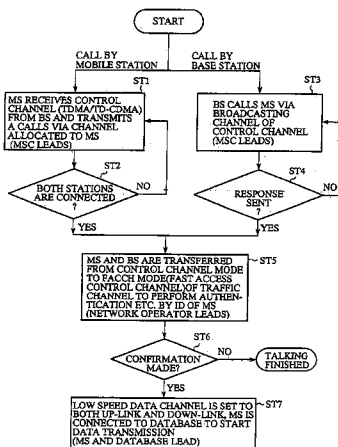 START
CALL BY
MOBILE STATION
CALL BY
BASE STATION
ST1
MS RECEIVES CONTROL
CHANNEL (TDMA/TD-CDMA)
FROM BS AND TRANSMITS
A CALLS VIA CHANNEL
ALLOCATED TO MS
(MSC LEADS)
ST3
BS CALLS MS VIA
BROADCASTING
CHANNEL OF
CONTROL CHANNEL
(MSC LEADS)
ST2
BOTH STATIONS
ARE CONNECTED
?
NO
YES
ST4
RESPONSE
SENT
?
NO
YES
ST5
MS AND BS ARE TRANSFERRED
FROM CONTROL CHANNEL MODE
TO FACCH MODE(FAST ACCESS
CONTROL CHANNEL)OF TRAFFIC
CHANNEL TO PERFORM AUTHEN-
TICATION ETC. BY ID OF MS
(NETWORK OPERATOR LEADS)
ST6
CONFIRMATION
MADE?
NO
TALKING
FINISHED
YES
ST7
LOW SPEED DATA CHANNEL IS SET TO
BOTH UP-LINK AND DOWN-LINK, MS IS
CONNECTED TO DATABASE TO START
DATA TRANSMISSION
(MS AND DATABASE LEAD)